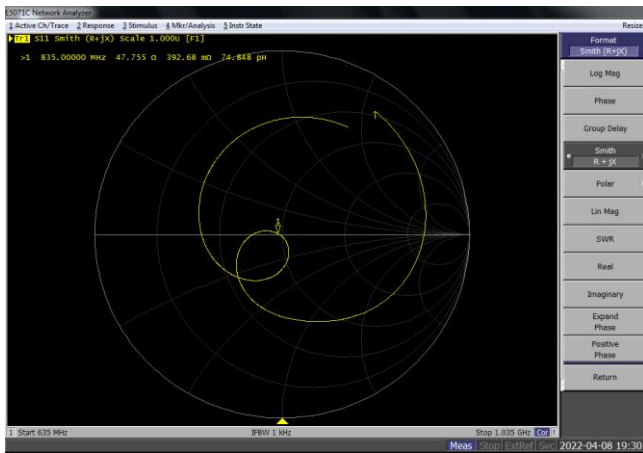 E5071C Network Analyzer
1 Active Ch/Trace 2 Response 3 Stimulus 4 Mkr/Analysis 5 Instr State
Resize
Tr1 S11 Smith (R+jX) Scale 1.000U [F1]
>1 835.00000 MHz 47.755 Ω 392.68 mΩ 74.848 pH
1
Format
Smith (R+jX)
Log Mag
Phase
Group Delay
Smith
R + jX
Polar
Lin Mag
SWR
Real
Imaginary
Expand
Phase
Positive
Phase
Return
1 Start 635 MHz IFBW 1 kHz Stop 1.035 GHz Cor
Meas Stop ExtRef Svc 2022-04-08 19:30